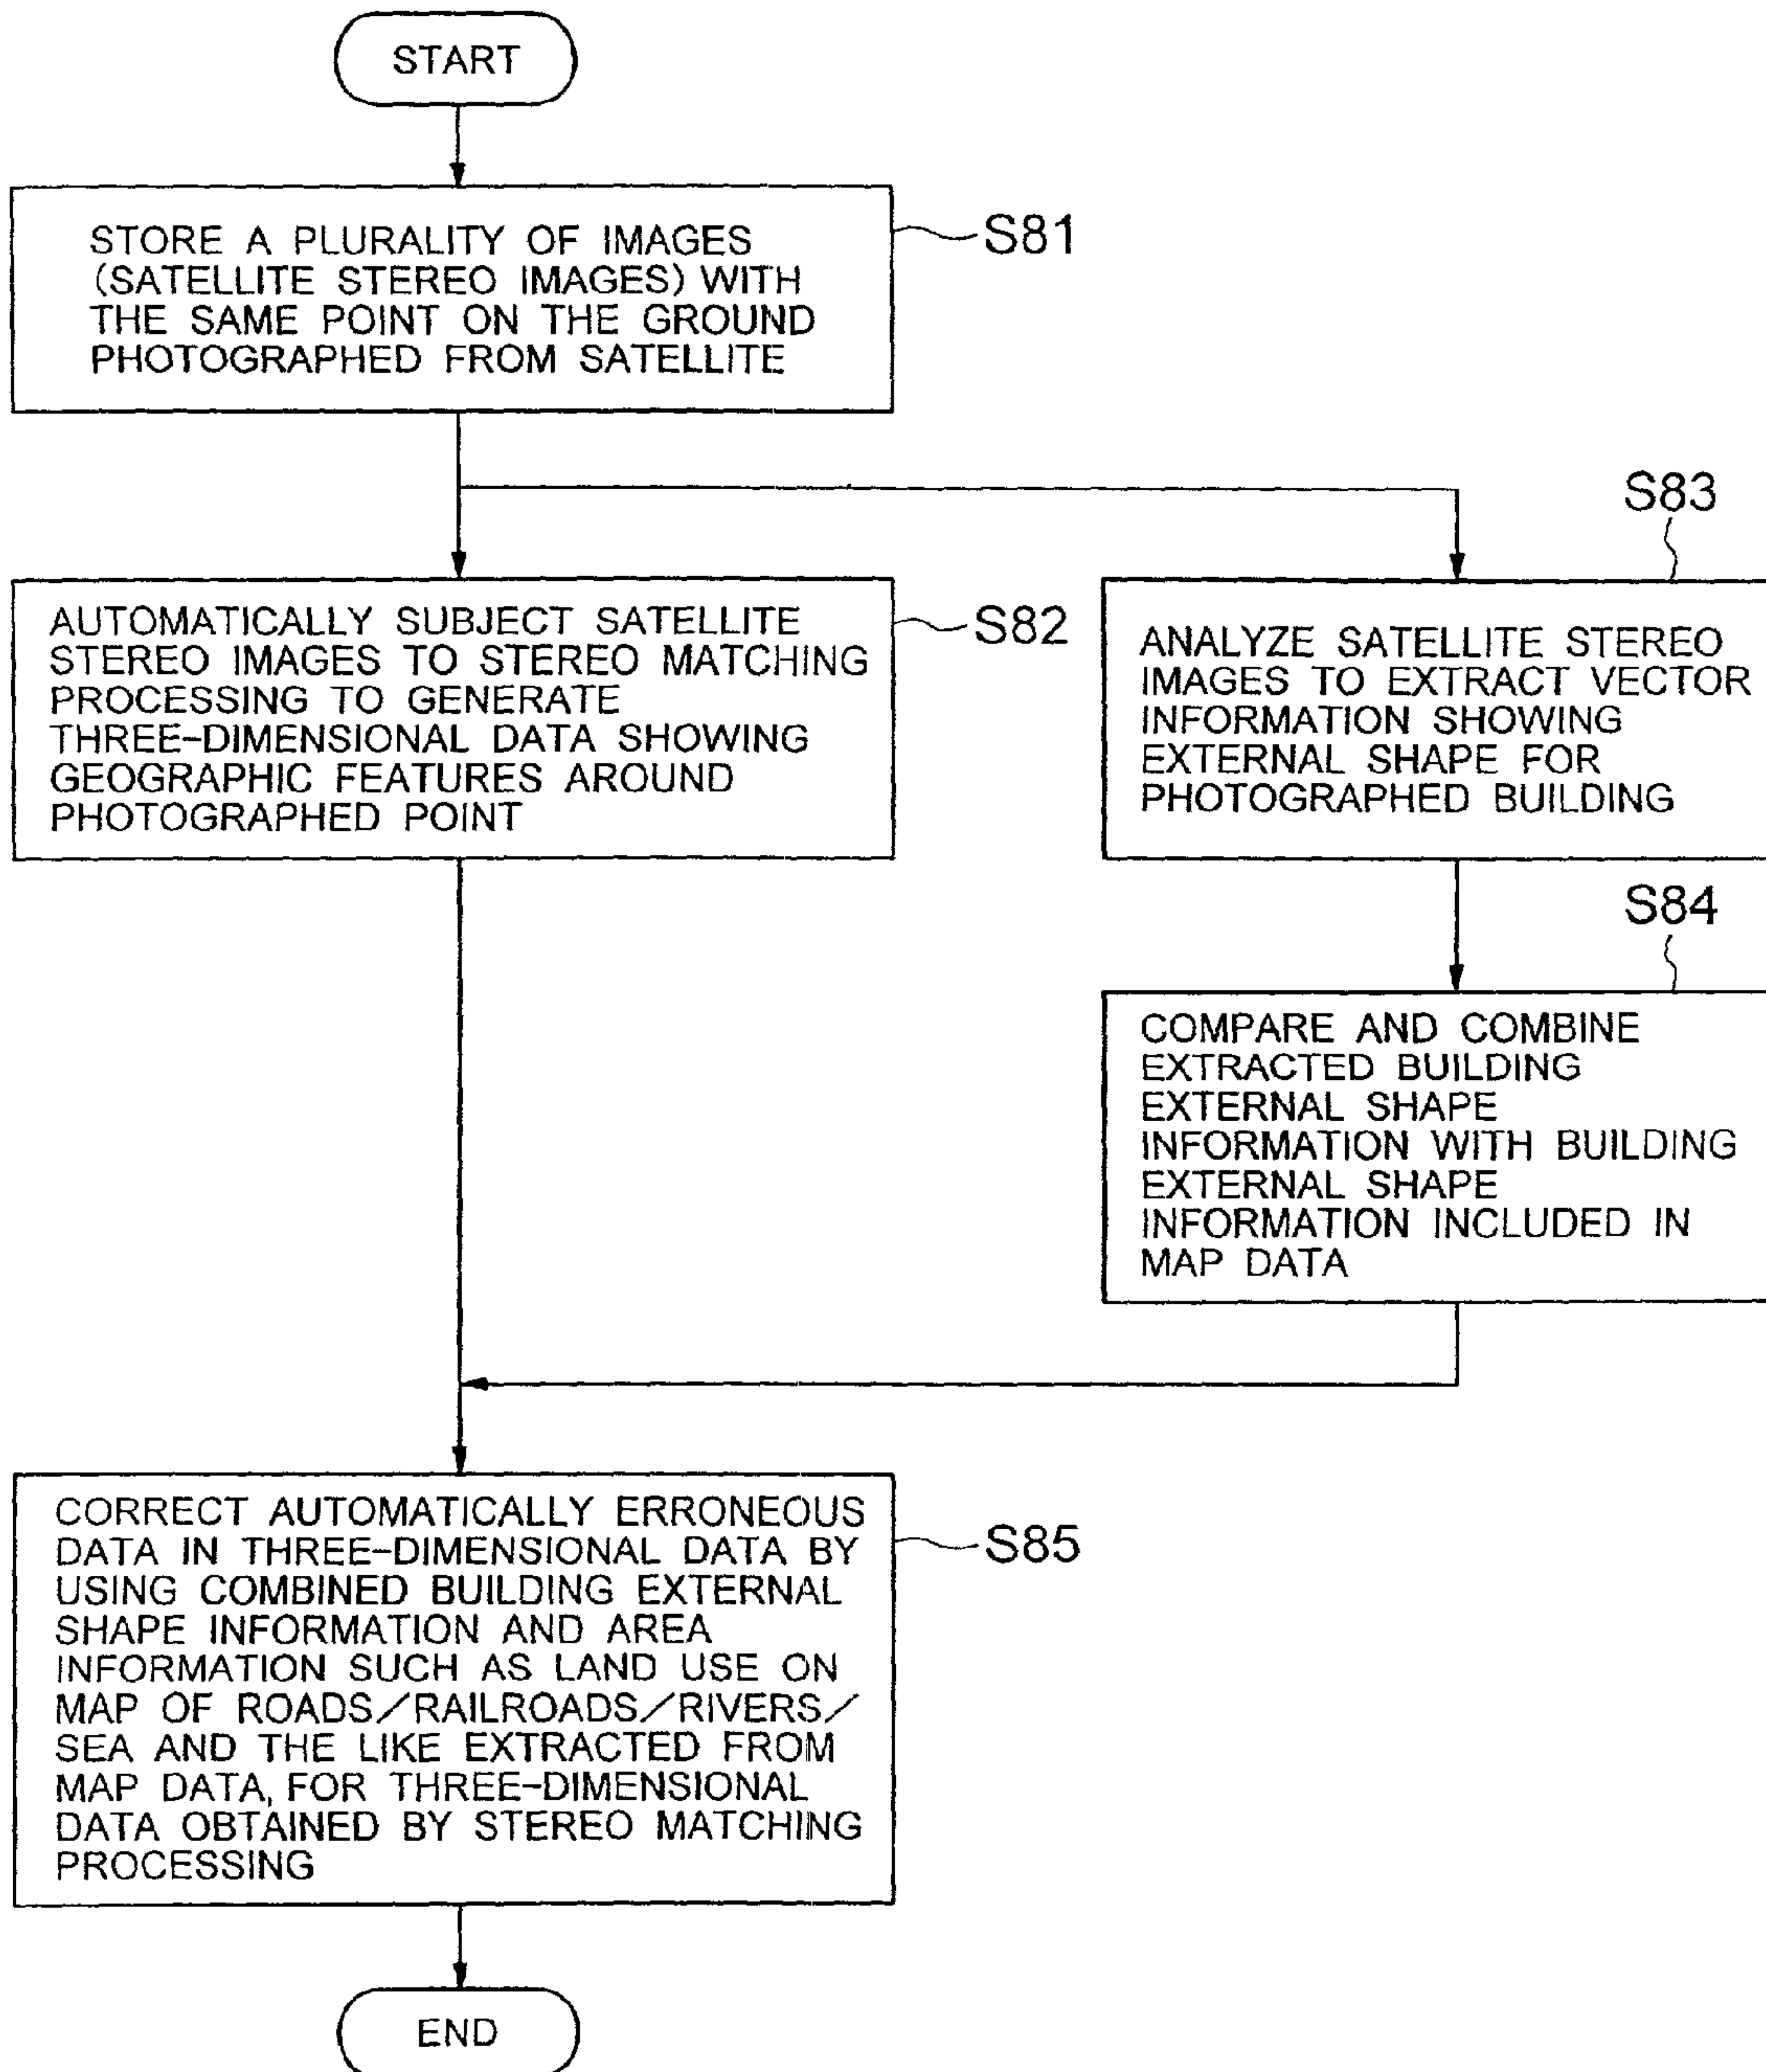 START
STORE A PLURALITY OF IMAGES
(SATELLITE STEREO IMAGES) WITH
THE SAME POINT ON THE GROUND
PHOTOGRAPHED FROM SATELLITE
S81
AUTOMATICALLY SUBJECT SATELLITE
STEREO IMAGES TO STEREO MATCHING
PROCESSING TO GENERATE
THREE-DIMENSIONAL DATA SHOWING
GEOGRAPHIC FEATURES AROUND
PHOTOGRAPHED POINT
S82
S83
ANALYZE SATELLITE STEREO
IMAGES TO EXTRACT VECTOR
INFORMATION SHOWING
EXTERNAL SHAPE FOR
PHOTOGRAPHED BUILDING
S84
COMPARE AND COMBINE
EXTRACTED BUILDING
EXTERNAL SHAPE
INFORMATION WITH BUILDING
EXTERNAL SHAPE
INFORMATION INCLUDED IN
MAP DATA
CORRECT AUTOMATICALLY ERRONEOUS
DATA IN THREE-DIMENSIONAL DATA BY
USING COMBINED BUILDING EXTERNAL
SHAPE INFORMATION AND AREA
INFORMATION SUCH AS LAND USE ON
MAP OF ROADS/RAILROADS/RIVERS/
SEA AND THE LIKE EXTRACTED FROM
MAP DATA, FOR THREE-DIMENSIONAL
DATA OBTAINED BY STEREO MATCHING
PROCESSING
S85
END